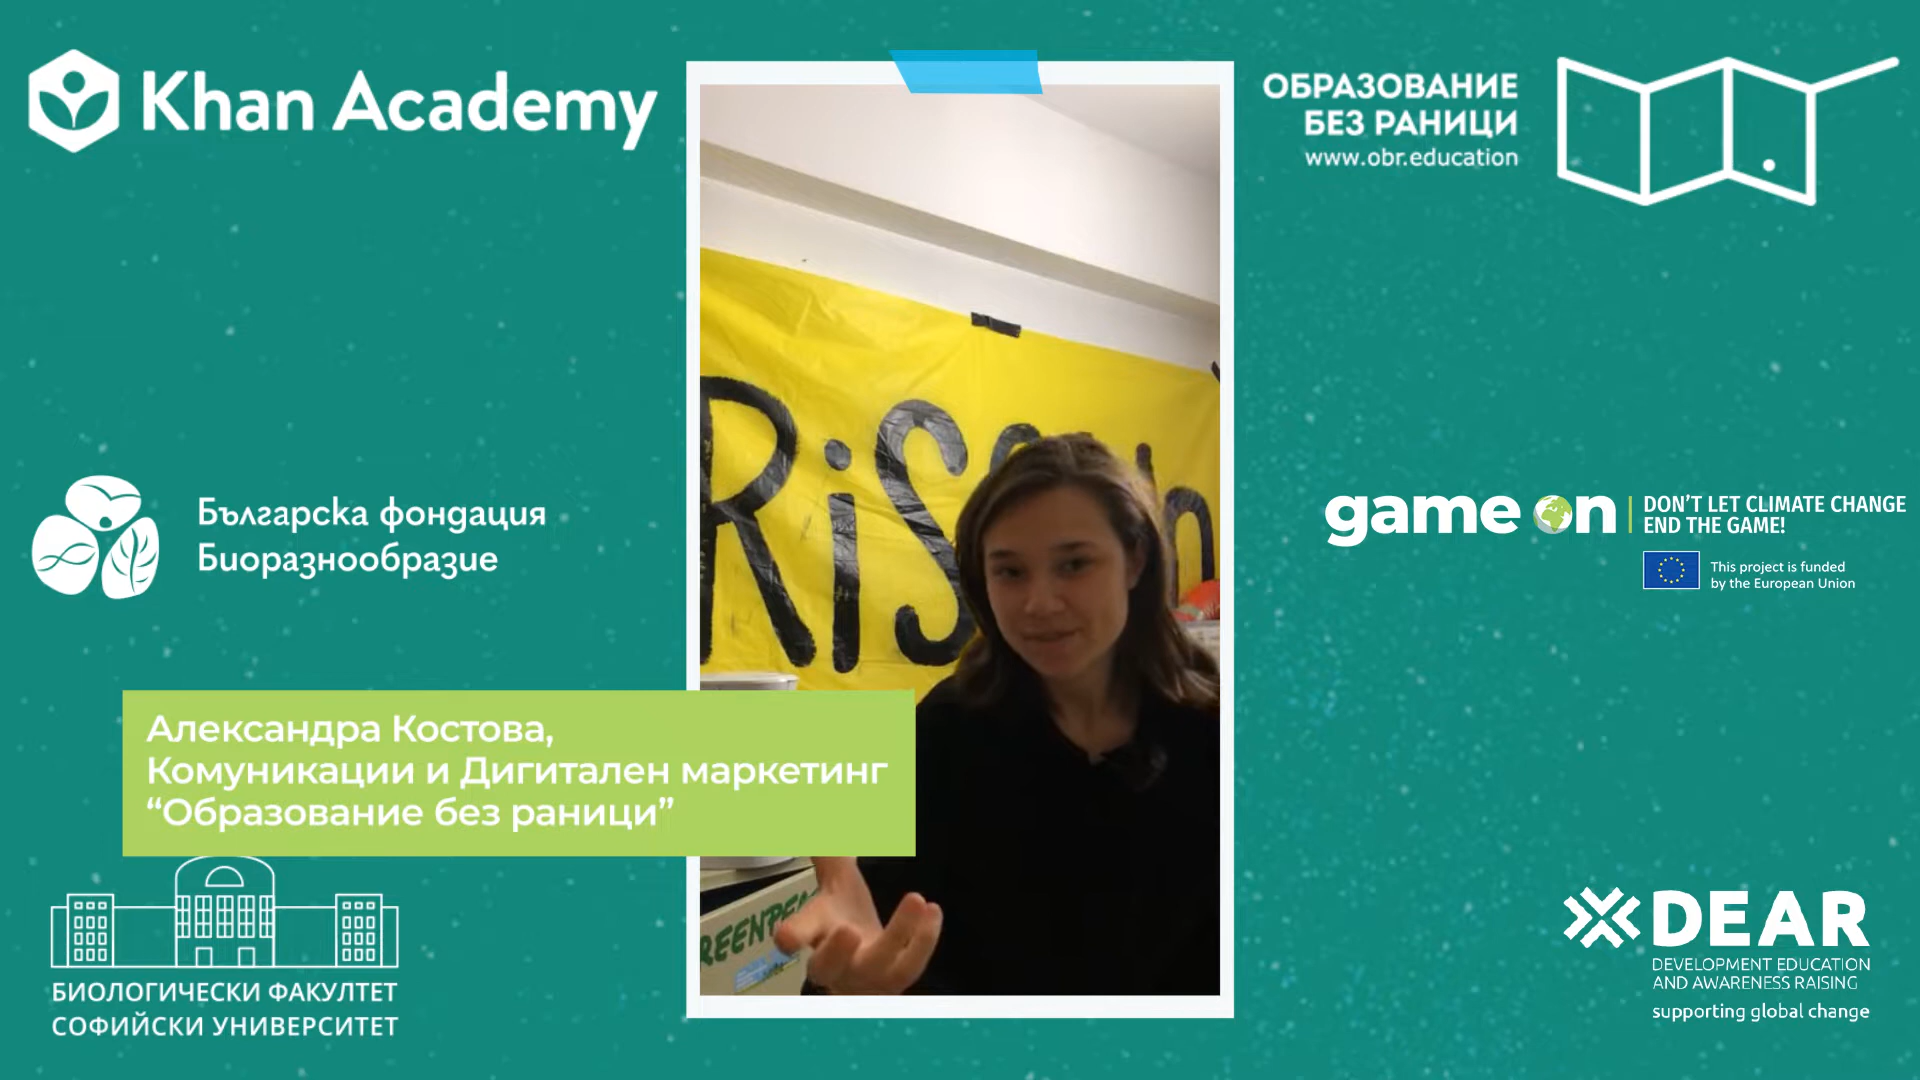 Khan Academy
ОБРАЗОВАНИЕ
БЕЗ РАНИЦИ
www.obr.education
Българска фондация
Биоразнообразие
game on
DON'T LET CLIMATE CHANGE
END THE GAME!
This project is funded
by the European Union
Александра Костова,
Комуникации и Дигитален маркетинг
“Образование без раници”
БИОЛОГИЧЕСКИ ФАКУЛТЕТ
СОФИЙСКИ УНИВЕРСИТЕТ
DEAR
DEVELOPMENT EDUCATION
AND AWARENESS RAISING
supporting global change